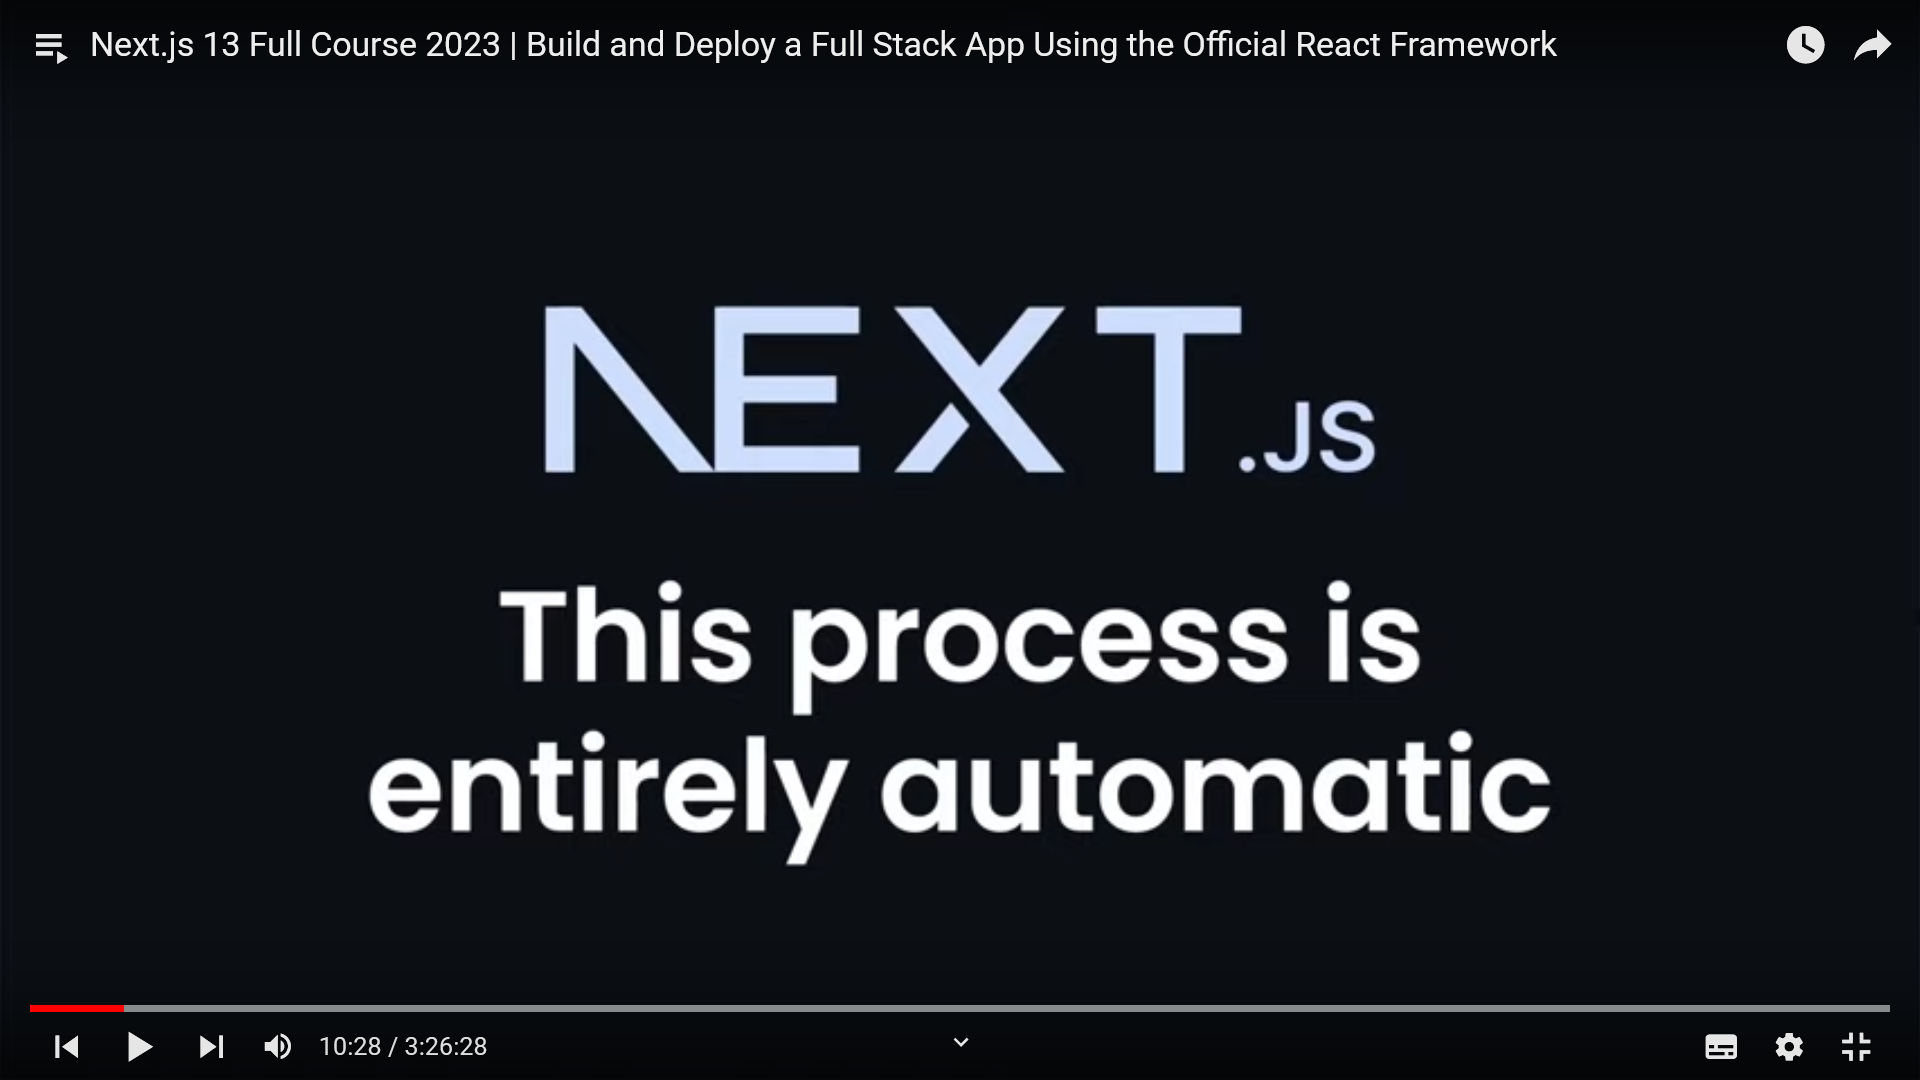 Next.js 13 Full Course 2023 | Build and Deploy a Full Stack App Using the Official React Framework
NEXT.JS
This process is
entirely automatic
10:28 / 3:26:28